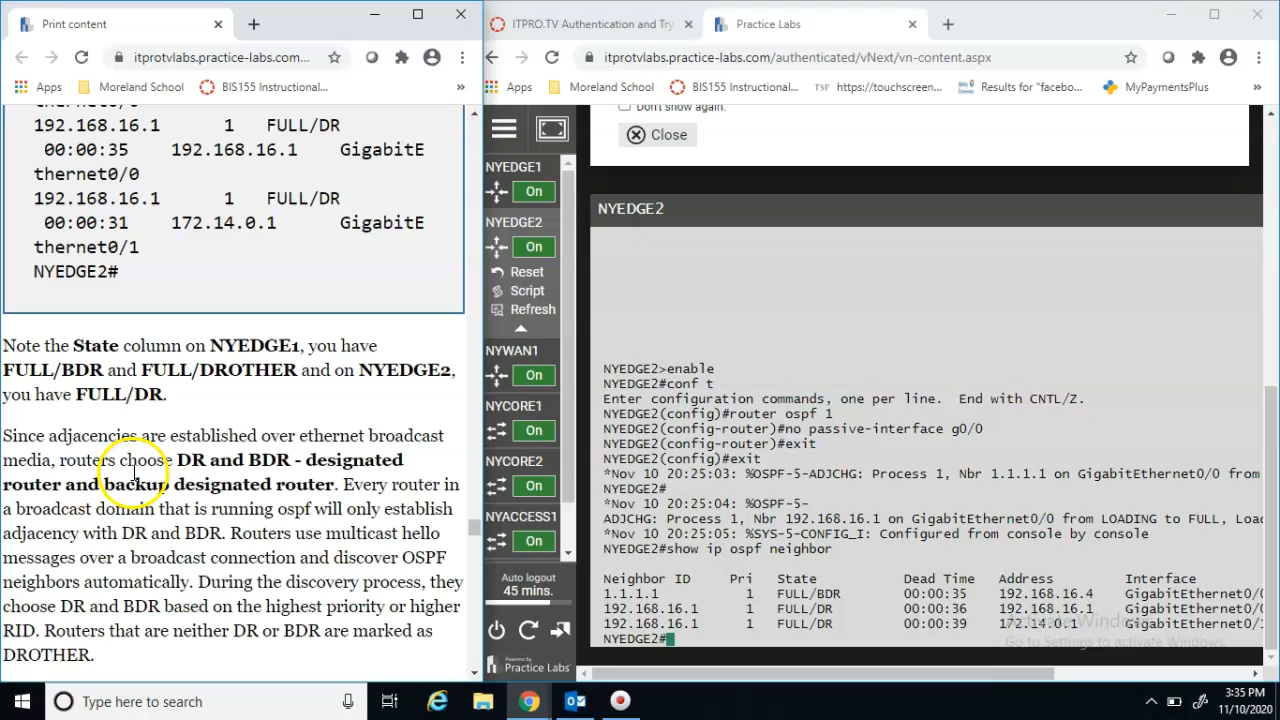 Print content
ITPRO.TV Authentication and Try
Practice Labs
itprotvlabs.practice-labs.com...
itprotvlabs.practice-labs.com/authenticated/vNext/vn-content.aspx
Apps
Moreland School
BIS155 Instructional...
»
Apps
Moreland School
BIS155 Instructional...
TSP
https://touchscreen...
Results for "facebo...
MyPaymentsPlus
»
thernet0/0
192.168.16.1 1 FULL/DR
00:00:35 192.168.16.1 GigabitE
thernet0/0
192.168.16.1 1 FULL/DR
00:00:31 172.14.0.1 GigabitE
thernet0/1
NYEDGE2#
Note the State column on NYEDGE1, you have
FULL/BDR and FULL/DROTHER and on NYEDGE2,
you have FULL/DR.
Since adjacencies are established over ethernet broadcast
media, routers choose DR and BDR - designated
router and backup designated router. Every router in
a broadcast domain that is running ospf will only establish
adjacency with DR and BDR. Routers use multicast hello
messages over a broadcast connection and discover OSPF
neighbors automatically. During the discovery process, they
choose DR and BDR based on the highest priority or higher
RID. Routers that are neither DR or BDR are marked as
DROTHER.
NYEDGE1
On
NYEDGE2
On
Reset
Script
Refresh
NYWAN1
On
NYCORE1
On
NYCORE2
On
NYACCESS1
On
Auto logout
45 mins.
Powered by
Practice Labs
Don't show again.
Close
NYEDGE2
NYEDGE2>enable
NYEDGE2#conf t
Enter configuration commands, one per line. End with CNTL/Z.
NYEDGE2(config)#router ospf 1
NYEDGE2(config-router)#no passive-interface g0/0
NYEDGE2(config-router)#exit
NYEDGE2(config)#exit
*Nov 10 20:25:03: %OSPF-5-ADJCHG: Process 1, Nbr 1.1.1.1 on GigabitEthernet0/0 from
NYEDGE2#
*Nov 10 20:25:04: %OSPF-5-
ADJCHG: Process 1, Nbr 192.168.16.1 on GigabitEthernet0/0 from LOADING to FULL, Loa
*Nov 10 20:25:05: %SYS-5-CONFIG_I: Configured from console by console
NYEDGE2#show ip ospf neighbor
Neighbor ID Pri State Dead Time Address Interface
1.1.1.1 1 FULL/BDR 00:00:35 192.168.16.4 GigabitEthernet0/0
192.168.16.1 1 FULL/DR 00:00:36 192.168.16.1 GigabitEthernet0/0
192.168.16.1 1 FULL/DR 00:00:39 172.14.0.1 GigabitEthernet0/1
NYEDGE2#
Activate Windows
Go to Settings to activate Windows.
Type here to search
3:35 PM
11/10/2020